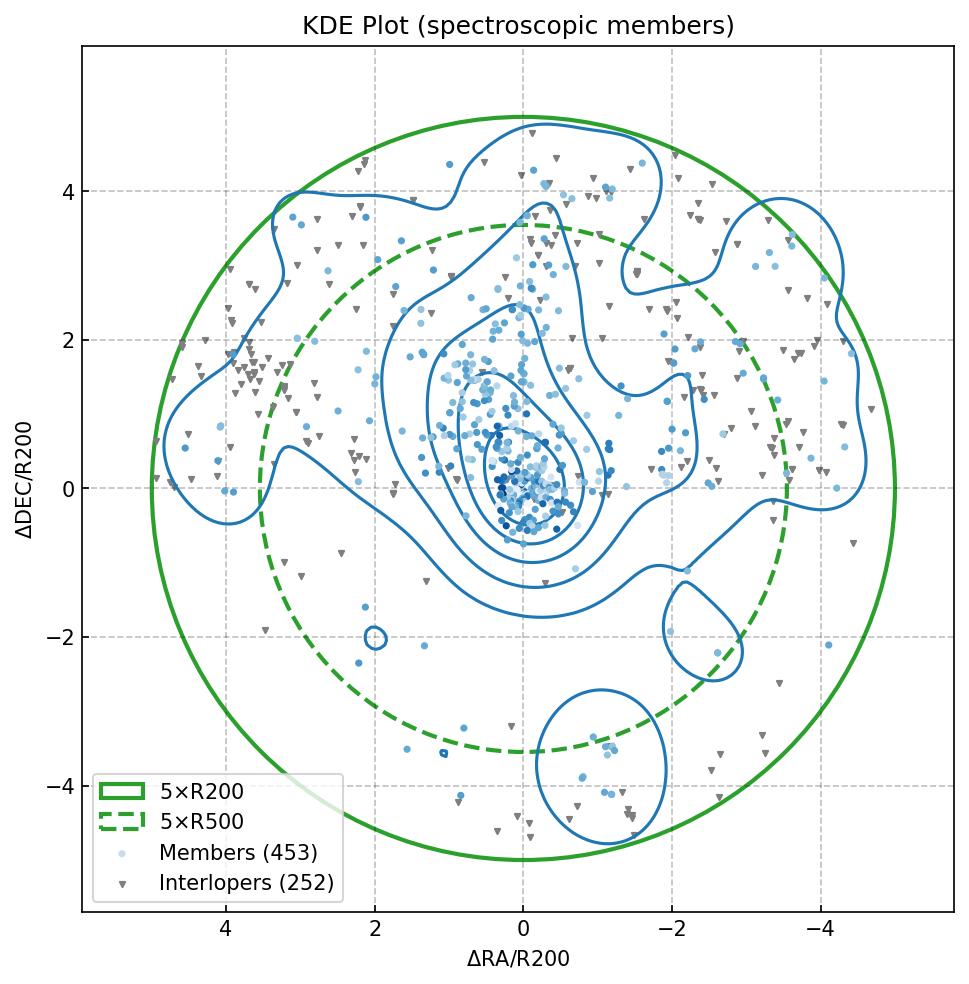 KDE Plot (spectroscopic members)
ΔDEC/R200
4
2
0
−2
−4
5×R200
5×R500
Members (453)
Interlopers (252)
4
2
0
−2
−4
ΔRA/R200